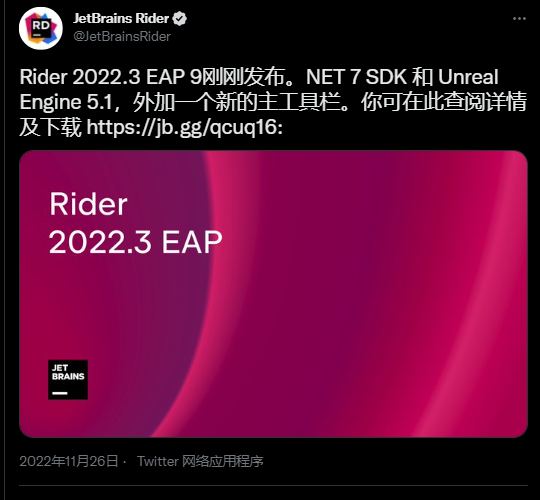 JetBrains Rider
@JetBrainsRider
Rider 2022.3 EAP 9刚刚发布。NET 7 SDK 和 Unreal
Engine 5.1，外加一个新的主工具栏。你可在此查阅详情
及下载 https://jb.gg/qcuq16:
RD
Rider
2022.3 EAP
JET
BRAINS
2022年11月26日 · Twitter 网络应用程序